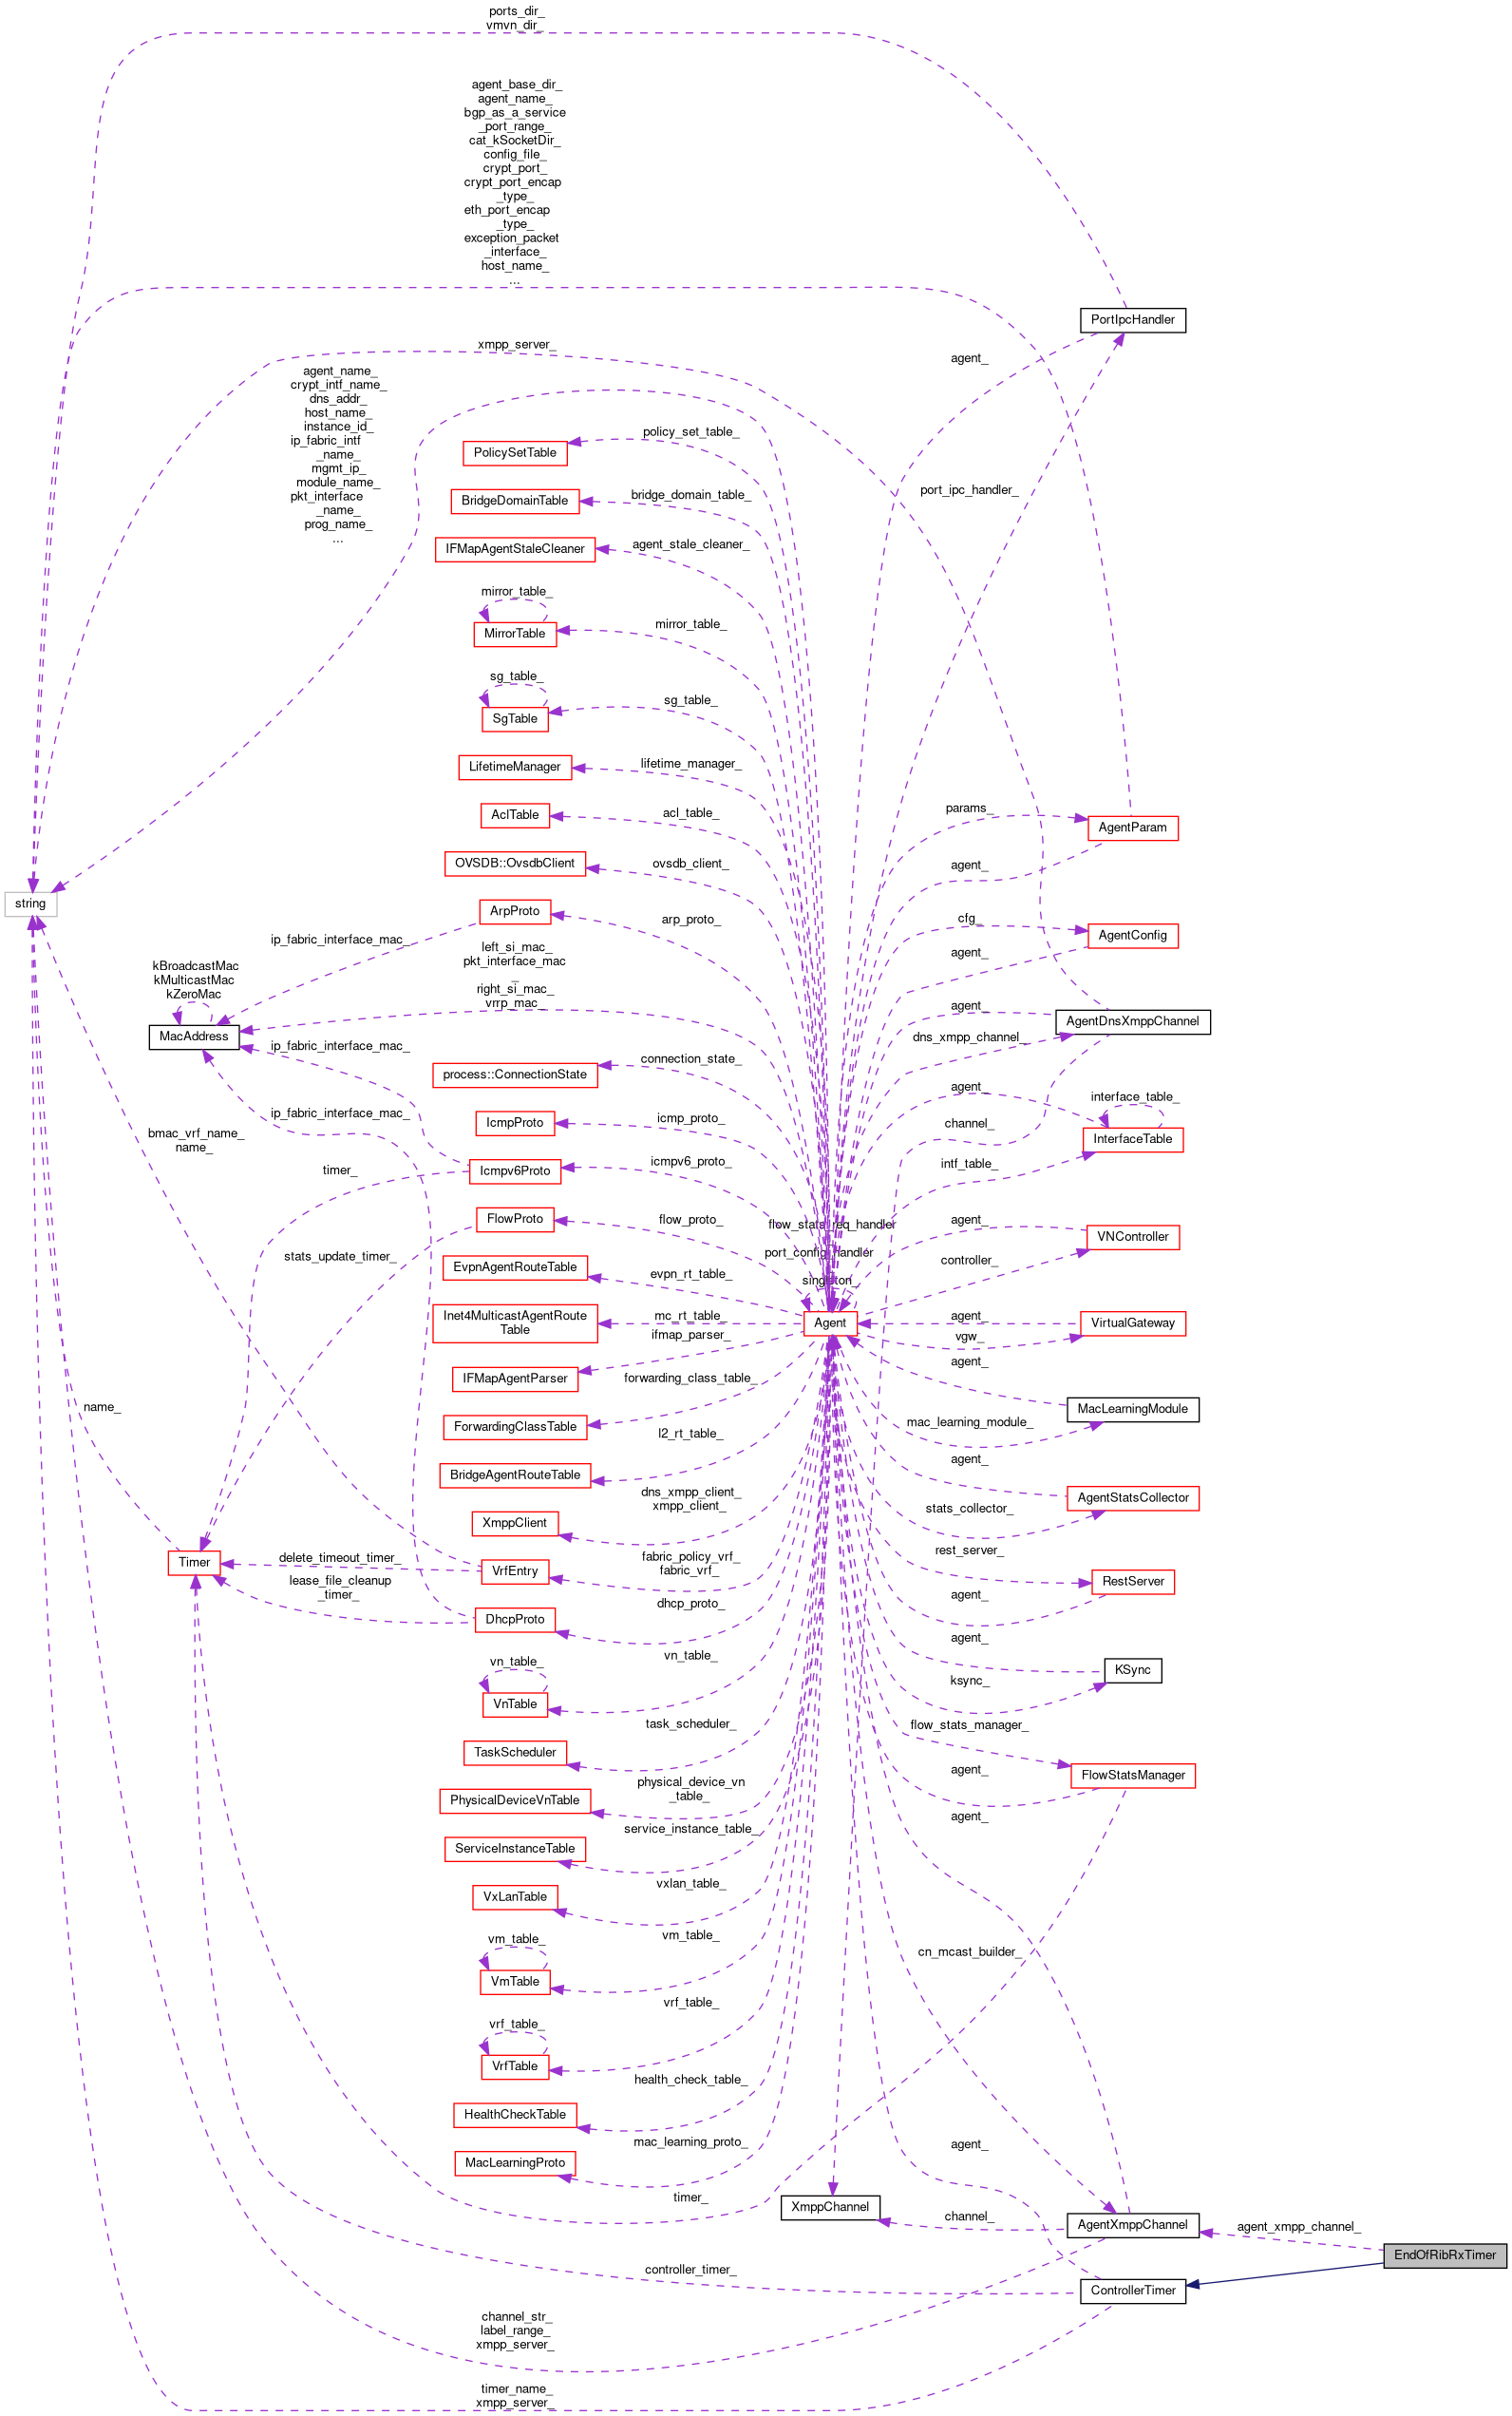 ports_dir_
vmvn_dir_
agent_base_dir_
agent_name_
bgp_as_a_service
_port_range_
cat_kSocketDir_
config_file_
crypt_port_
crypt_port_encap
_type_
eth_port_encap
_type_
exception_packet
_interface_
host_name_
...
PortIpcHandler
xmpp_server_
agent_
agent_name_
crypt_intf_name_
dns_addr_
host_name_
instance_id_
ip_fabric_intf
_name_
mgmt_ip_
module_name_
pkt_interface
_name_
prog_name_
...
policy_set_table_
PolicySetTable
bridge_domain_table_
BridgeDomainTable
port_ipc_handler_
agent_stale_cleaner_
IFMapAgentStaleCleaner
mirror_table_
mirror_table_
MirrorTable
sg_table_
sg_table_
SgTable
lifetime_manager_
LifetimeManager
acl_table_
AclTable
params_
AgentParam
ovsdb_client_
OVSDB::OvsdbClient
agent_
string
ArpProto
arp_proto_
cfg_
AgentConfig
ip_fabric_interface_mac_
left_si_mac_
pkt_interface_mac
_
right_si_mac_
vrrp_mac_
agent_
kBroadcastMac
kMulticastMac
kZeroMac
MacAddress
agent_
AgentDnsXmppChannel
dns_xmpp_channel_
ip_fabric_interface_mac_
connection_state_
process::ConnectionState
agent_
interface_table_
ip_fabric_interface_mac_
icmp_proto_
IcmpProto
channel_
InterfaceTable
bmac_vrf_name_
name_
timer_
icmpv6_proto_
Icmpv6Proto
intf_table_
FlowProto
flow_proto_
flow_stats_req_handler
port_config_handler
singleton_
agent_
VNController
stats_update_timer_
EvpnAgentRouteTable
evpn_rt_table_
controller_
Inet4MulticastAgentRoute
Table
mc_rt_table_
Agent
agent_
VirtualGateway
vgw_
ifmap_parser_
IFMapAgentParser
agent_
forwarding_class_table_
name_
MacLearningModule
ForwardingClassTable
mac_learning_module_
l2_rt_table_
BridgeAgentRouteTable
agent_
AgentStatsCollector
stats_collector_
dns_xmpp_client_
xmpp_client_
XmppClient
rest_server_
Timer
delete_timeout_timer_
VrfEntry
fabric_policy_vrf_
fabric_vrf_
RestServer
lease_file_cleanup
_timer_
agent_
dhcp_proto_
DhcpProto
agent_
KSync
vn_table_
vn_table_
VnTable
ksync_
task_scheduler_
flow_stats_manager_
TaskScheduler
agent_
FlowStatsManager
physical_device_vn
_table_
PhysicalDeviceVnTable
agent_
service_instance_table_
ServiceInstanceTable
vxlan_table_
VxLanTable
vm_table_
vm_table_
cn_mcast_builder_
VmTable
vrf_table_
vrf_table_
VrfTable
health_check_table_
HealthCheckTable
mac_learning_proto_
agent_
MacLearningProto
timer_
XmppChannel
channel_
AgentXmppChannel
agent_xmpp_channel_
EndOfRibRxTimer
controller_timer_
ControllerTimer
channel_str_
label_range_
xmpp_server_
timer_name_
xmpp_server_